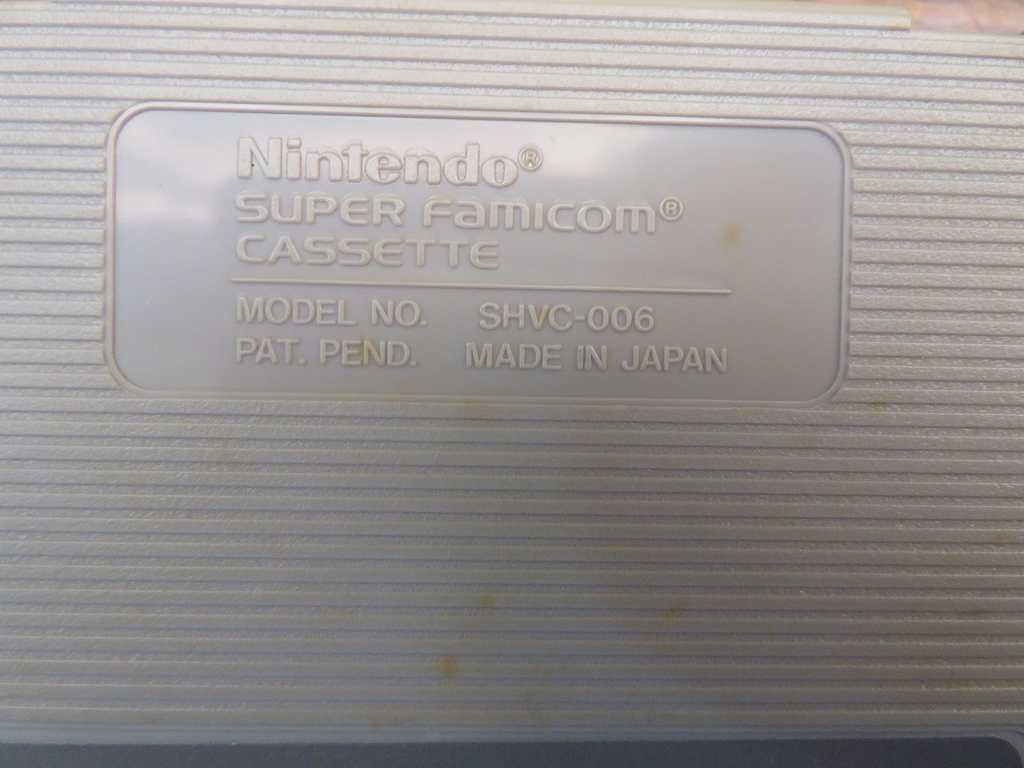 Nintendo®
SUPER FAMICOM®
CASSETTE
MODEL NO. SHVC-006
PAT. PEND. MADE IN JAPAN